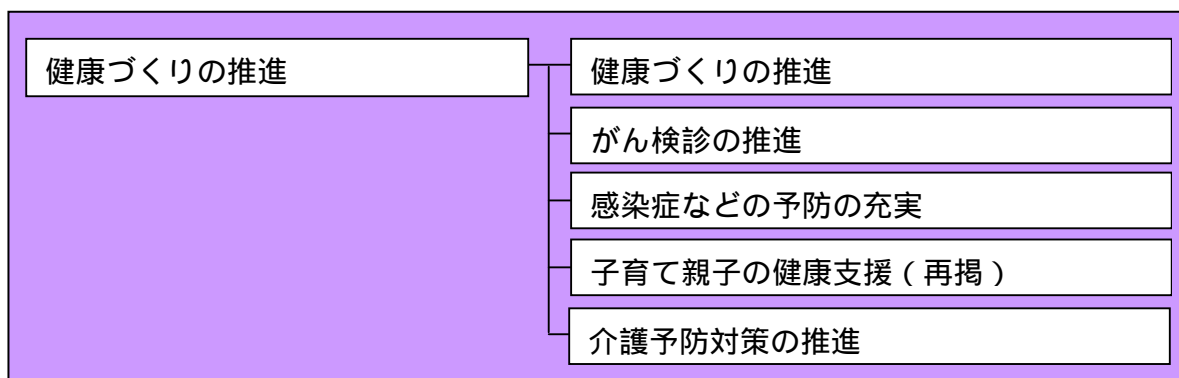 健康づくりの推進
健康づくりの推進
がん検診の推進
感染症などの予防の充実
子育て親子の健康支援（再掲）
介護予防対策の推進